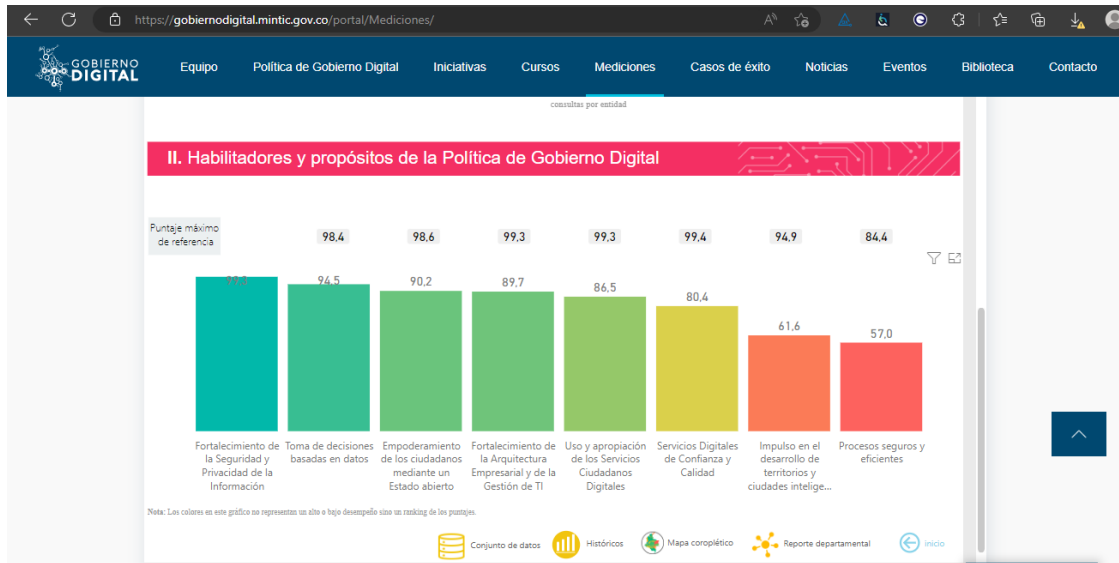 https://gobiernodigital.mintic.gov.co/portal/Mediciones/
GOBIERNO
DIGITAL
Equipo Política de Gobierno Digital Iniciativas Cursos Mediciones Casos de éxito Noticias Eventos Biblioteca Contacto
consultas por entidad
II. Habilitadores y propósitos de la Política de Gobierno Digital
Puntaje máximo
de referencia
98,4 98,6 99,3 99,3 99,4 94,9 84,4
94,5 90,2 89,7 86,5 80,4 61,6 57,0
Fortalecimiento de
la Seguridad y
Privacidad de la
Información
Toma de decisiones
basadas en datos
Empoderamiento
de los ciudadanos
mediante un
Estado abierto
Fortalecimiento de
la Arquitectura
Empresarial y de la
Gestión de TI
Uso y apropiación
de los Servicios
Ciudadanos
Digitales
Servicios Digitales
de Confianza y
Calidad
Impulso en el
desarrollo de
territorios y
ciudades intelige...
Procesos seguros y
eficientes
Nota: Los colores en este gráfico no representan un alto o bajo desempeño sino un ranking de los puntajes.
Conjunto de datos Históricos Mapa coroplético Reporte departamental Inicio